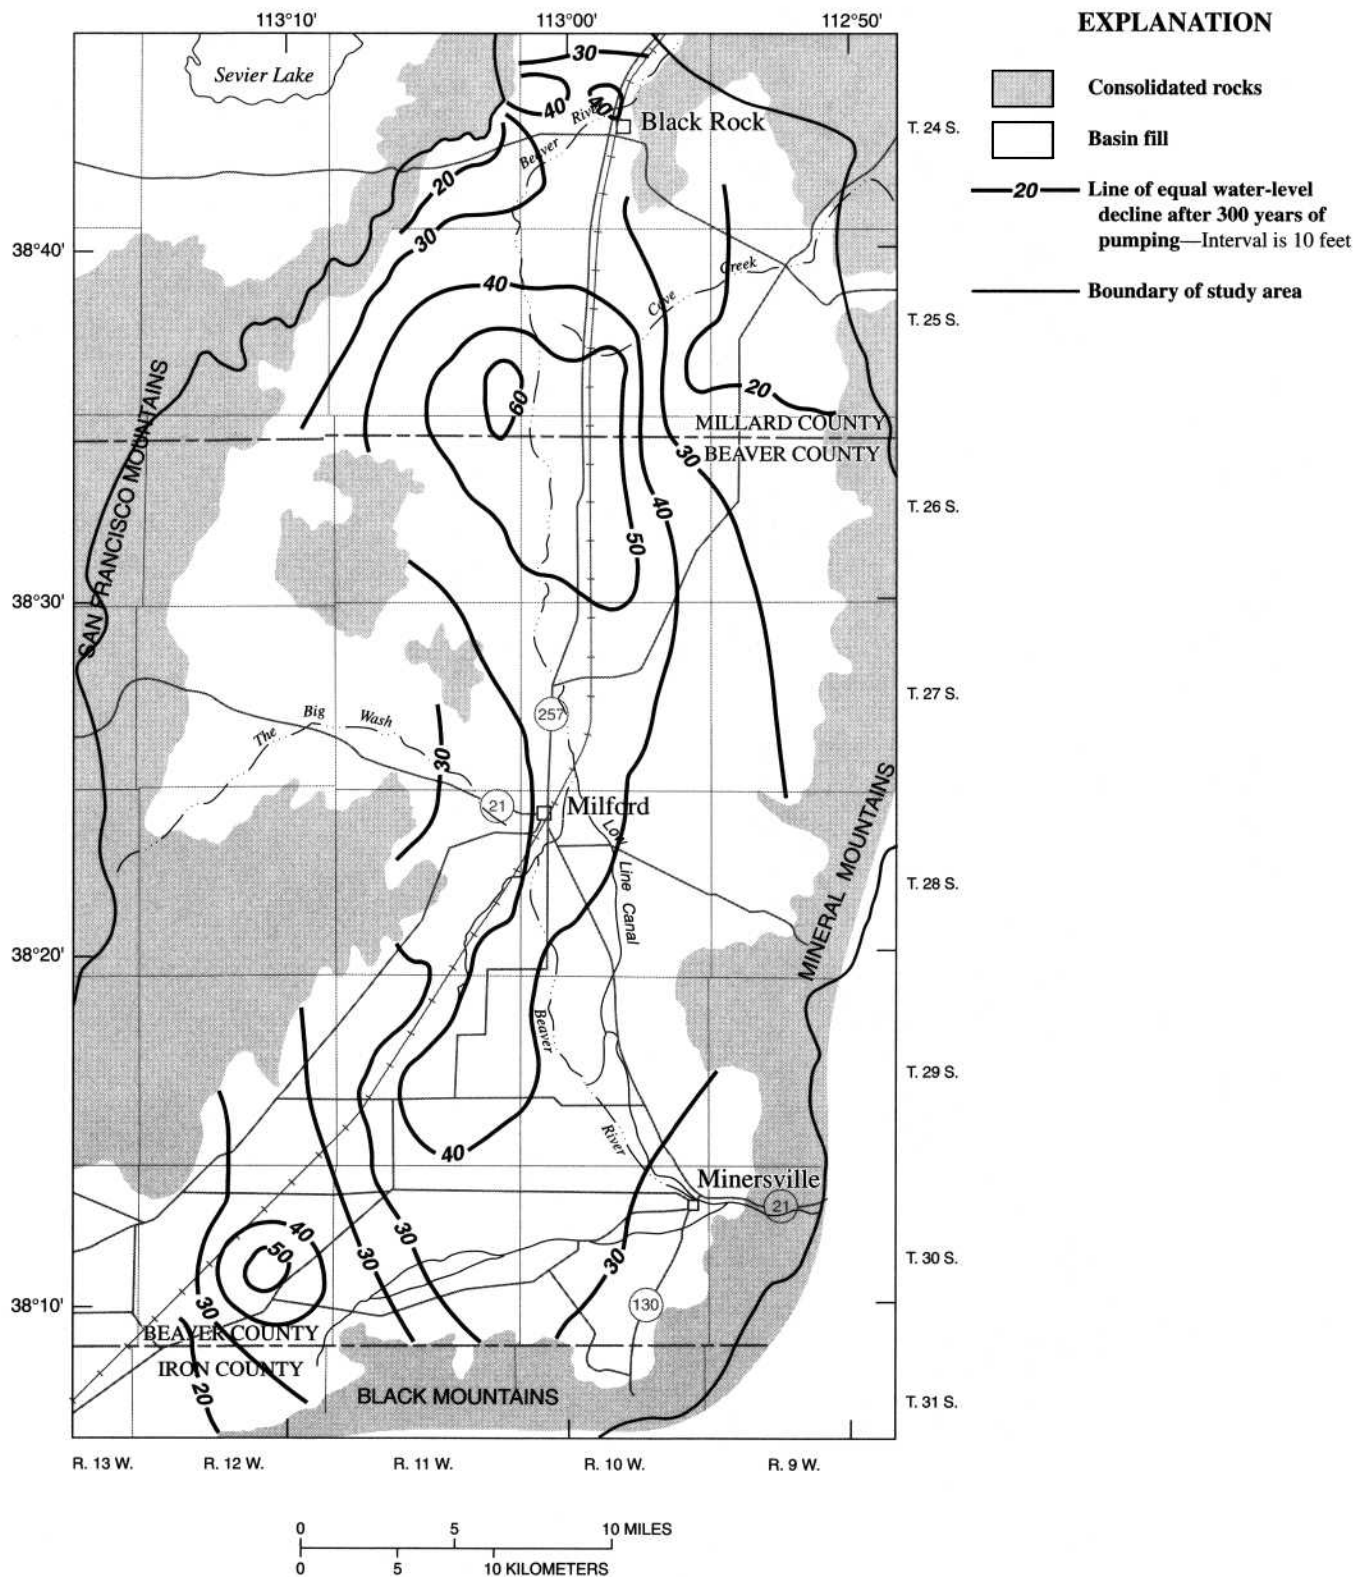 113°10'
113°00'
112°50'
EXPLANATION
Consolidated rocks
Basin fill
20
Line of equal water-level
decline after 300 years of
pumping—Interval is 10 feet
Boundary of study area
Sevier Lake
30
40
40
Black Rock
Beaver
River
T. 24 S.
20
30
38°40'
40
Cove
Creek
T. 25 S.
60
20
MILLARD COUNTY
BEAVER COUNTY
30
SAN FRANCISCO MOUNTAINS
40
50
T. 26 S.
38°30'
T. 27 S.
257
The
Big
Wash
30
21
Milford
Low
Line
Canal
MINERAL MOUNTAINS
T. 28 S.
38°20'
Beaver
River
T. 29 S.
40
Minersville
21
40
50
30
30
30
30
T. 30 S.
38°10'
130
BEAVER COUNTY
IRON COUNTY
20
BLACK MOUNTAINS
T. 31 S.
R. 13 W.
R. 12 W.
R. 11 W.
R. 10 W.
R. 9 W.
0
5
10 MILES
0
5
10 KILOMETERS